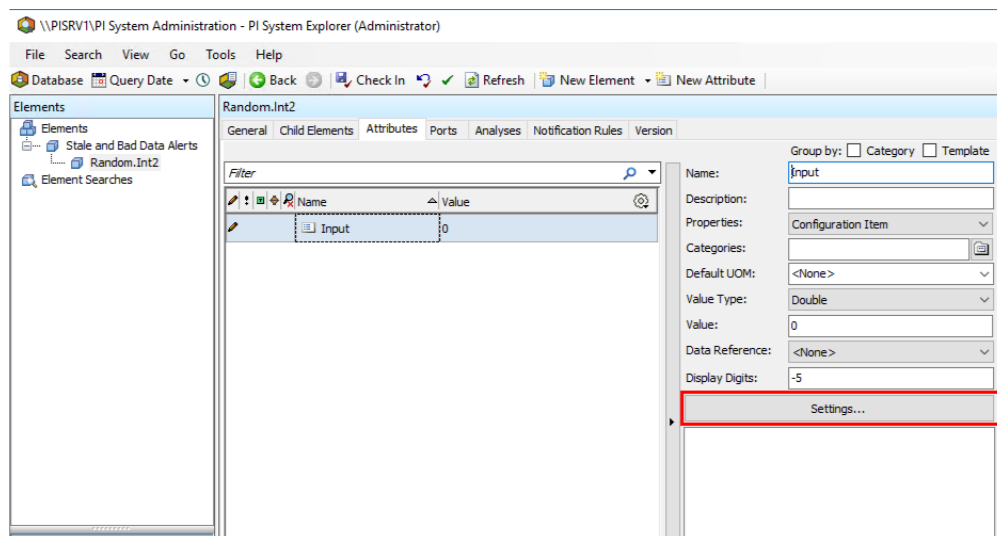 \\PISRV1\PI System Administration - PI System Explorer (Administrator)
File Search View Go Tools Help
Database Query Date Back Check In Refresh New Element New Attribute
Elements
Elements
Stale and Bad Data Alerts
Random.Int2
Element Searches
Random.Int2
General Child Elements Attributes Ports Analyses Notification Rules Version
Filter
Name Value
Input 0
Group by: Category Template
Name: Input
Description:
Properties: Configuration Item
Categories:
Default UOM: <None>
Value Type: Double
Value: 0
Data Reference: <None>
Display Digits: -5
Settings...